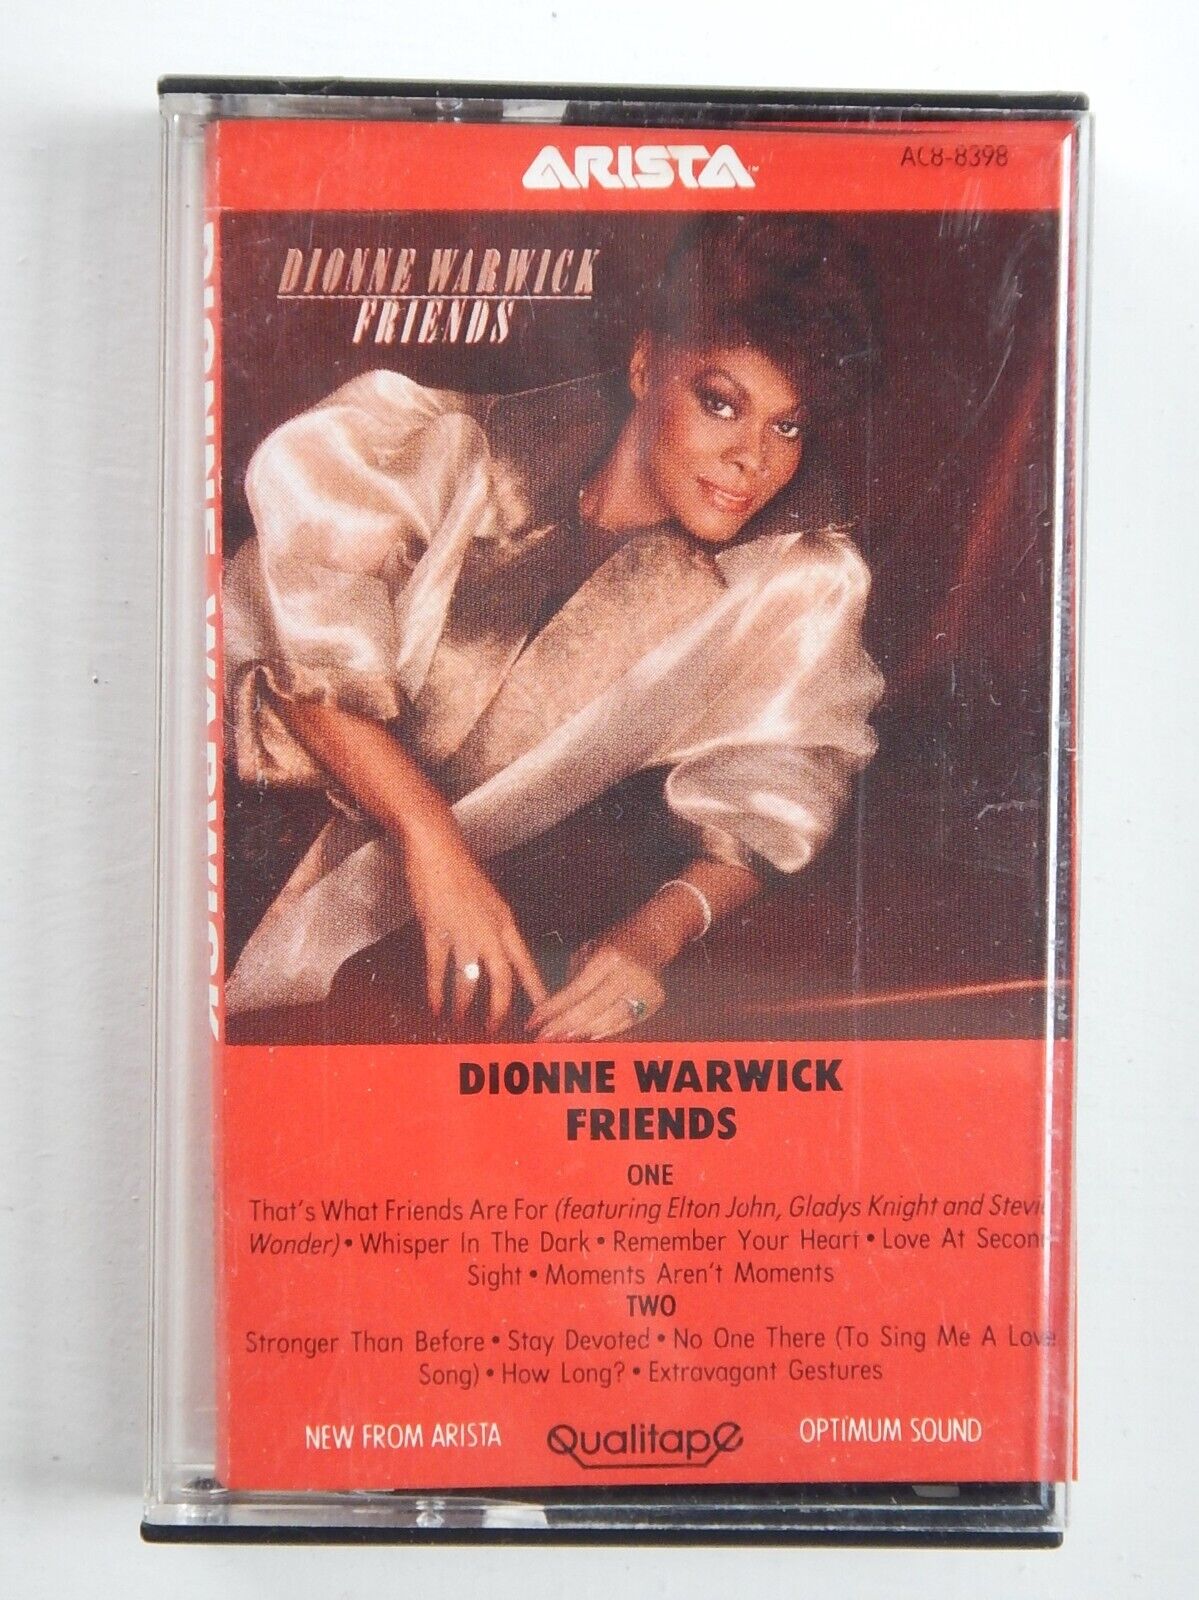 ARISTA™
AC8-8398
DIONNE WARWICK
FRIENDS
DIONNE WARWICK
DIONNE WARWICK
FRIENDS
ONE
That's What Friends Are For (featuring Elton John, Gladys Knight and Stevie
Wonder) • Whisper In The Dark • Remember Your Heart • Love At Second
Sight • Moments Aren't Moments
TWO
Stronger Than Before • Stay Devoted • No One There (To Sing Me A Love
Song) • How Long? • Extravagant Gestures
NEW FROM ARISTA
Qualitape
OPTIMUM SOUND